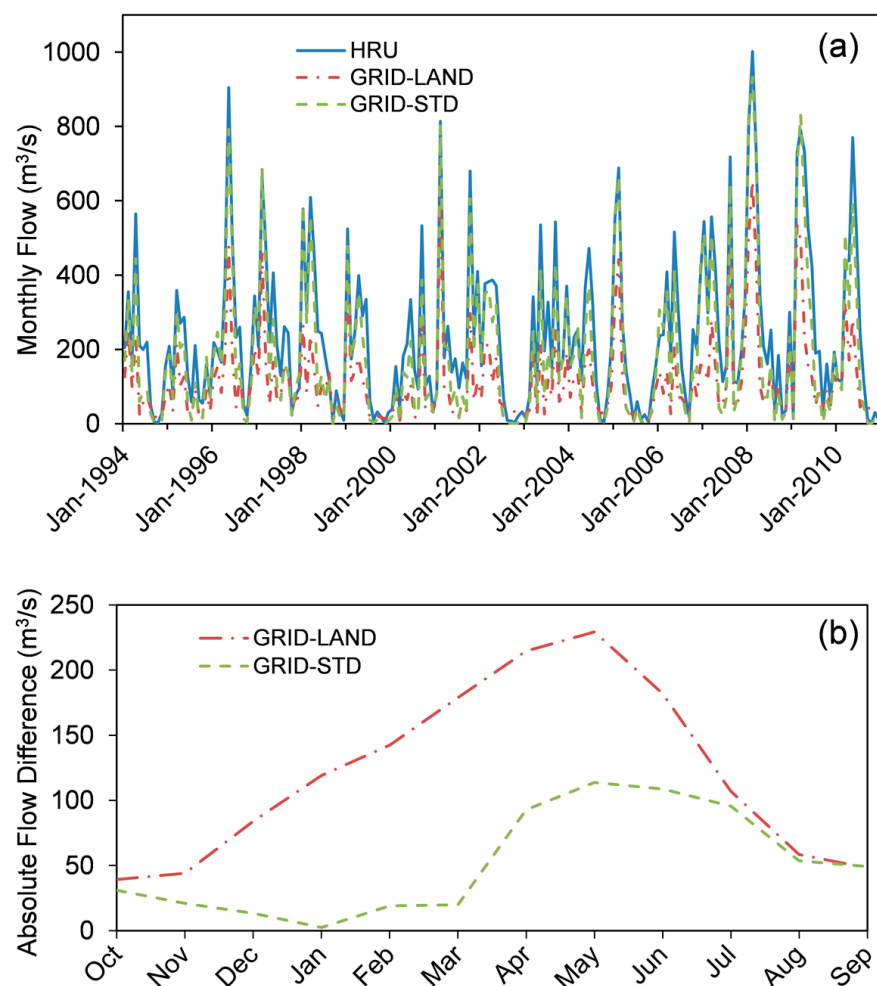 (a)
HRU
GRID-LAND
GRID-STD
Monthly Flow (m³/s)
1000
800
600
400
200
0
Jan-1994
Jan-1996
Jan-1998
Jan-2000
Jan-2002
Jan-2004
Jan-2006
Jan-2008
Jan-2010
(b)
GRID-LAND
GRID-STD
Absolute Flow Difference (m³/s)
250
200
150
100
50
0
Oct
Nov
Dec
Jan
Feb
Mar
Apr
May
Jun
Jul
Aug
Sep